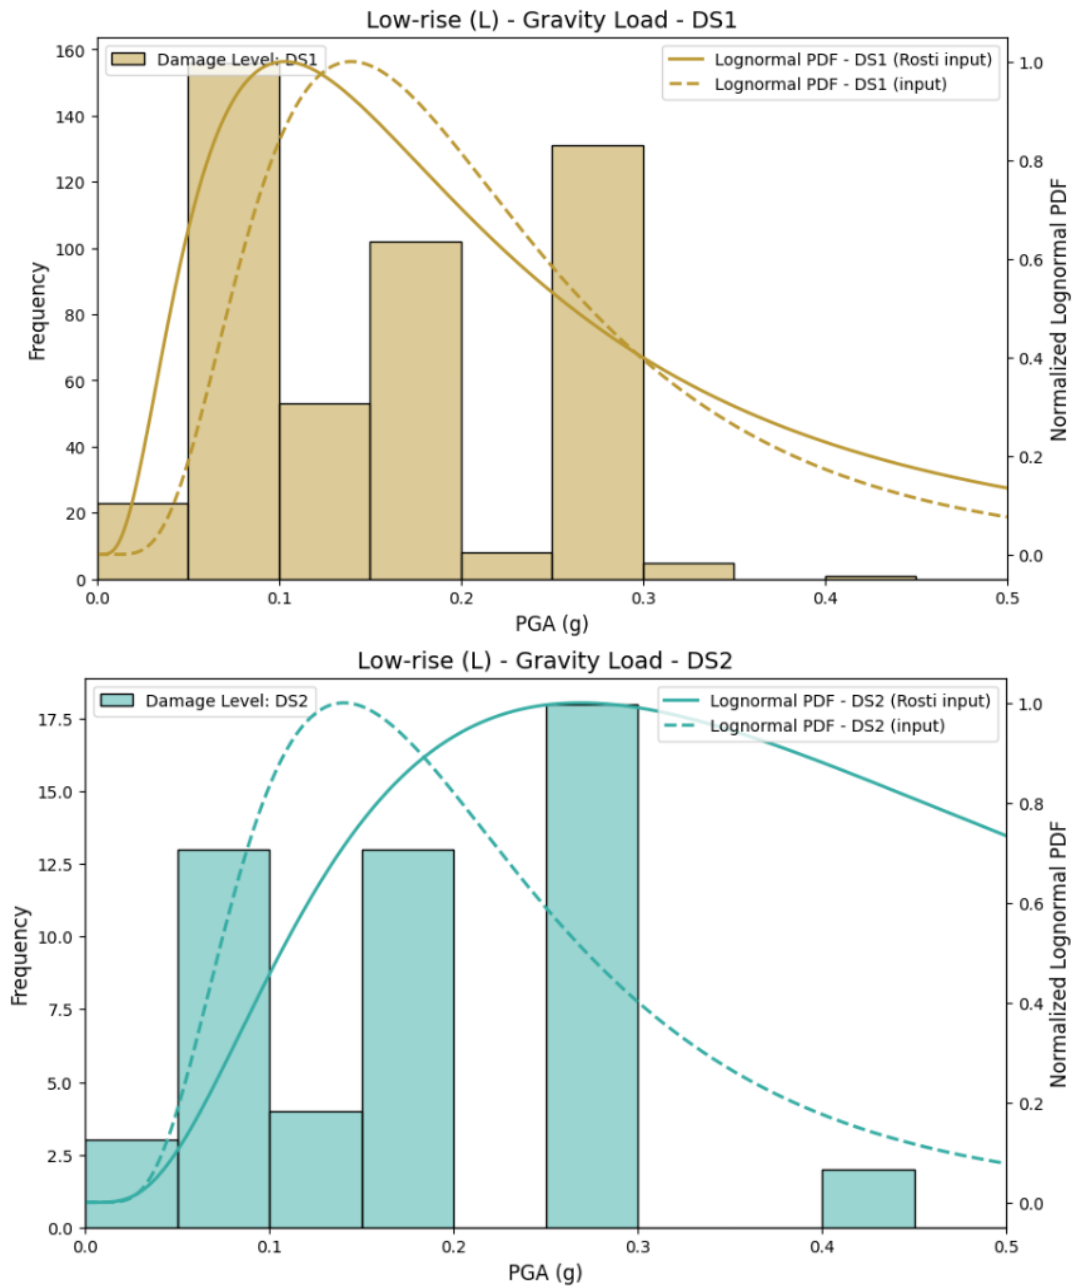 Low-rise (L) - Gravity Load - DS1
Damage Level: DS1
Lognormal PDF - DS1 (Rosti input)
Lognormal PDF - DS1 (input)
160
140
120
100
80
60
40
20
0
Frequency
1.0
0.8
0.6
0.4
0.2
0.0
Normalized Lognormal PDF
0.0 0.1 0.2 0.3 0.4 0.5
PGA (g)
Low-rise (L) - Gravity Load - DS2
Damage Level: DS2
Lognormal PDF - DS2 (Rosti input)
Lognormal PDF - DS2 (input)
17.5
15.0
12.5
10.0
7.5
5.0
2.5
0.0
Frequency
1.0
0.8
0.6
0.4
0.2
0.0
Normalized Lognormal PDF
0.0 0.1 0.2 0.3 0.4 0.5
PGA (g)